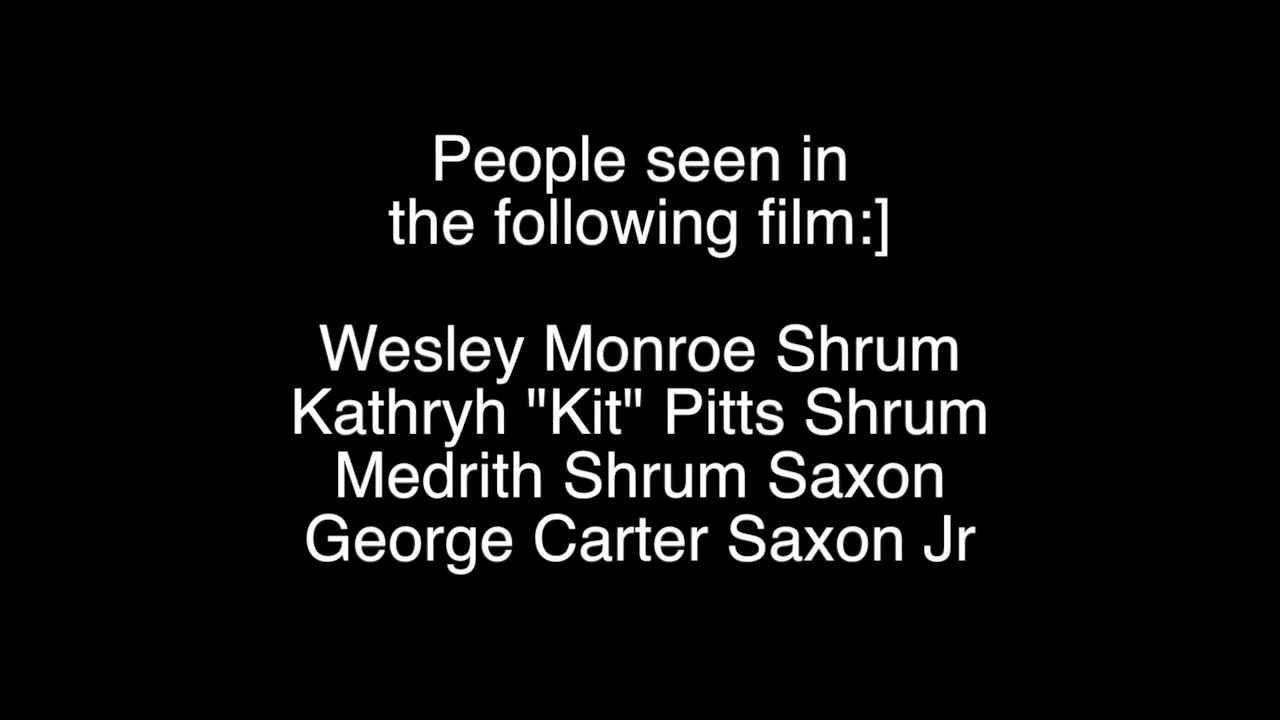 People seen in
the following film:]
Wesley Monroe Shrum
Kathryh "Kit" Pitts Shrum
Medrith Shrum Saxon
George Carter Saxon Jr